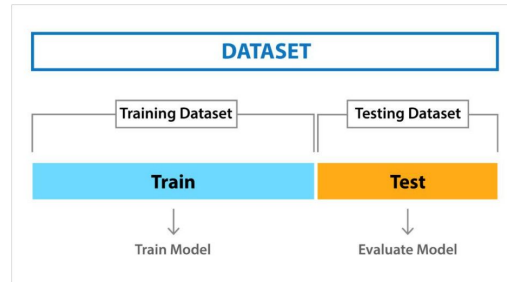 DATASET
Training Dataset
Testing Dataset
Train
Test
Train Model
Evaluate Model